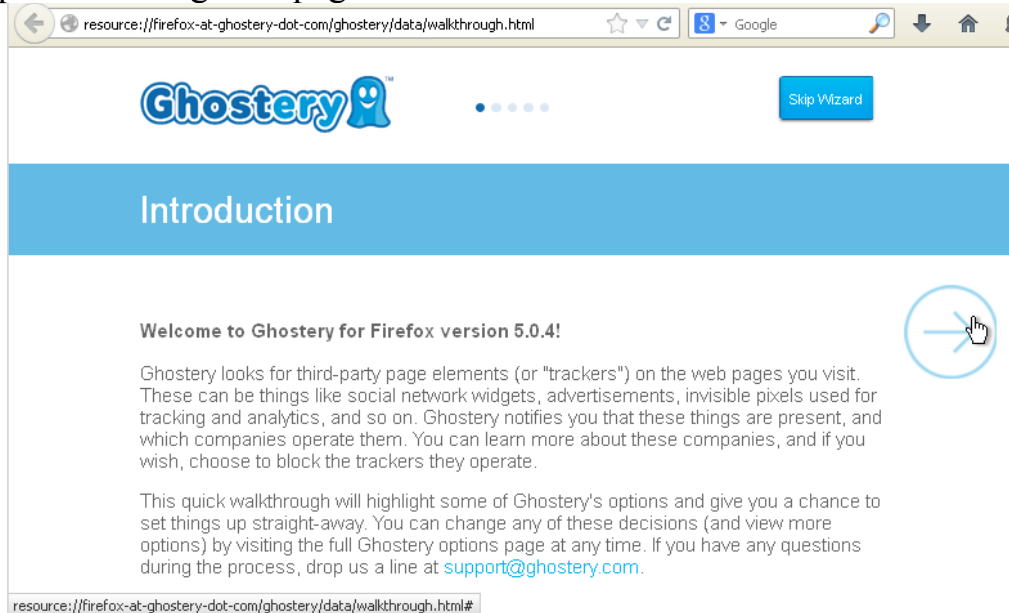 resource://firefox-at-ghostery-dot-com/ghostery/data/walkthrough.html
8 Google
Ghostery™
Skip Wizard
Introduction
Welcome to Ghostery for Firefox version 5.0.4!
Ghostery looks for third-party page elements (or "trackers") on the web pages you visit.
These can be things like social network widgets, advertisements, invisible pixels used for
tracking and analytics, and so on. Ghostery notifies you that these things are present, and
which companies operate them. You can learn more about these companies, and if you
wish, choose to block the trackers they operate.
This quick walkthrough will highlight some of Ghostery's options and give you a chance to
set things up straight-away. You can change any of these decisions (and view more
options) by visiting the full Ghostery options page at any time. If you have any questions
during the process, drop us a line at support@ghostery.com.
resource://firefox-at-ghostery-dot-com/ghostery/data/walkthrough.html#